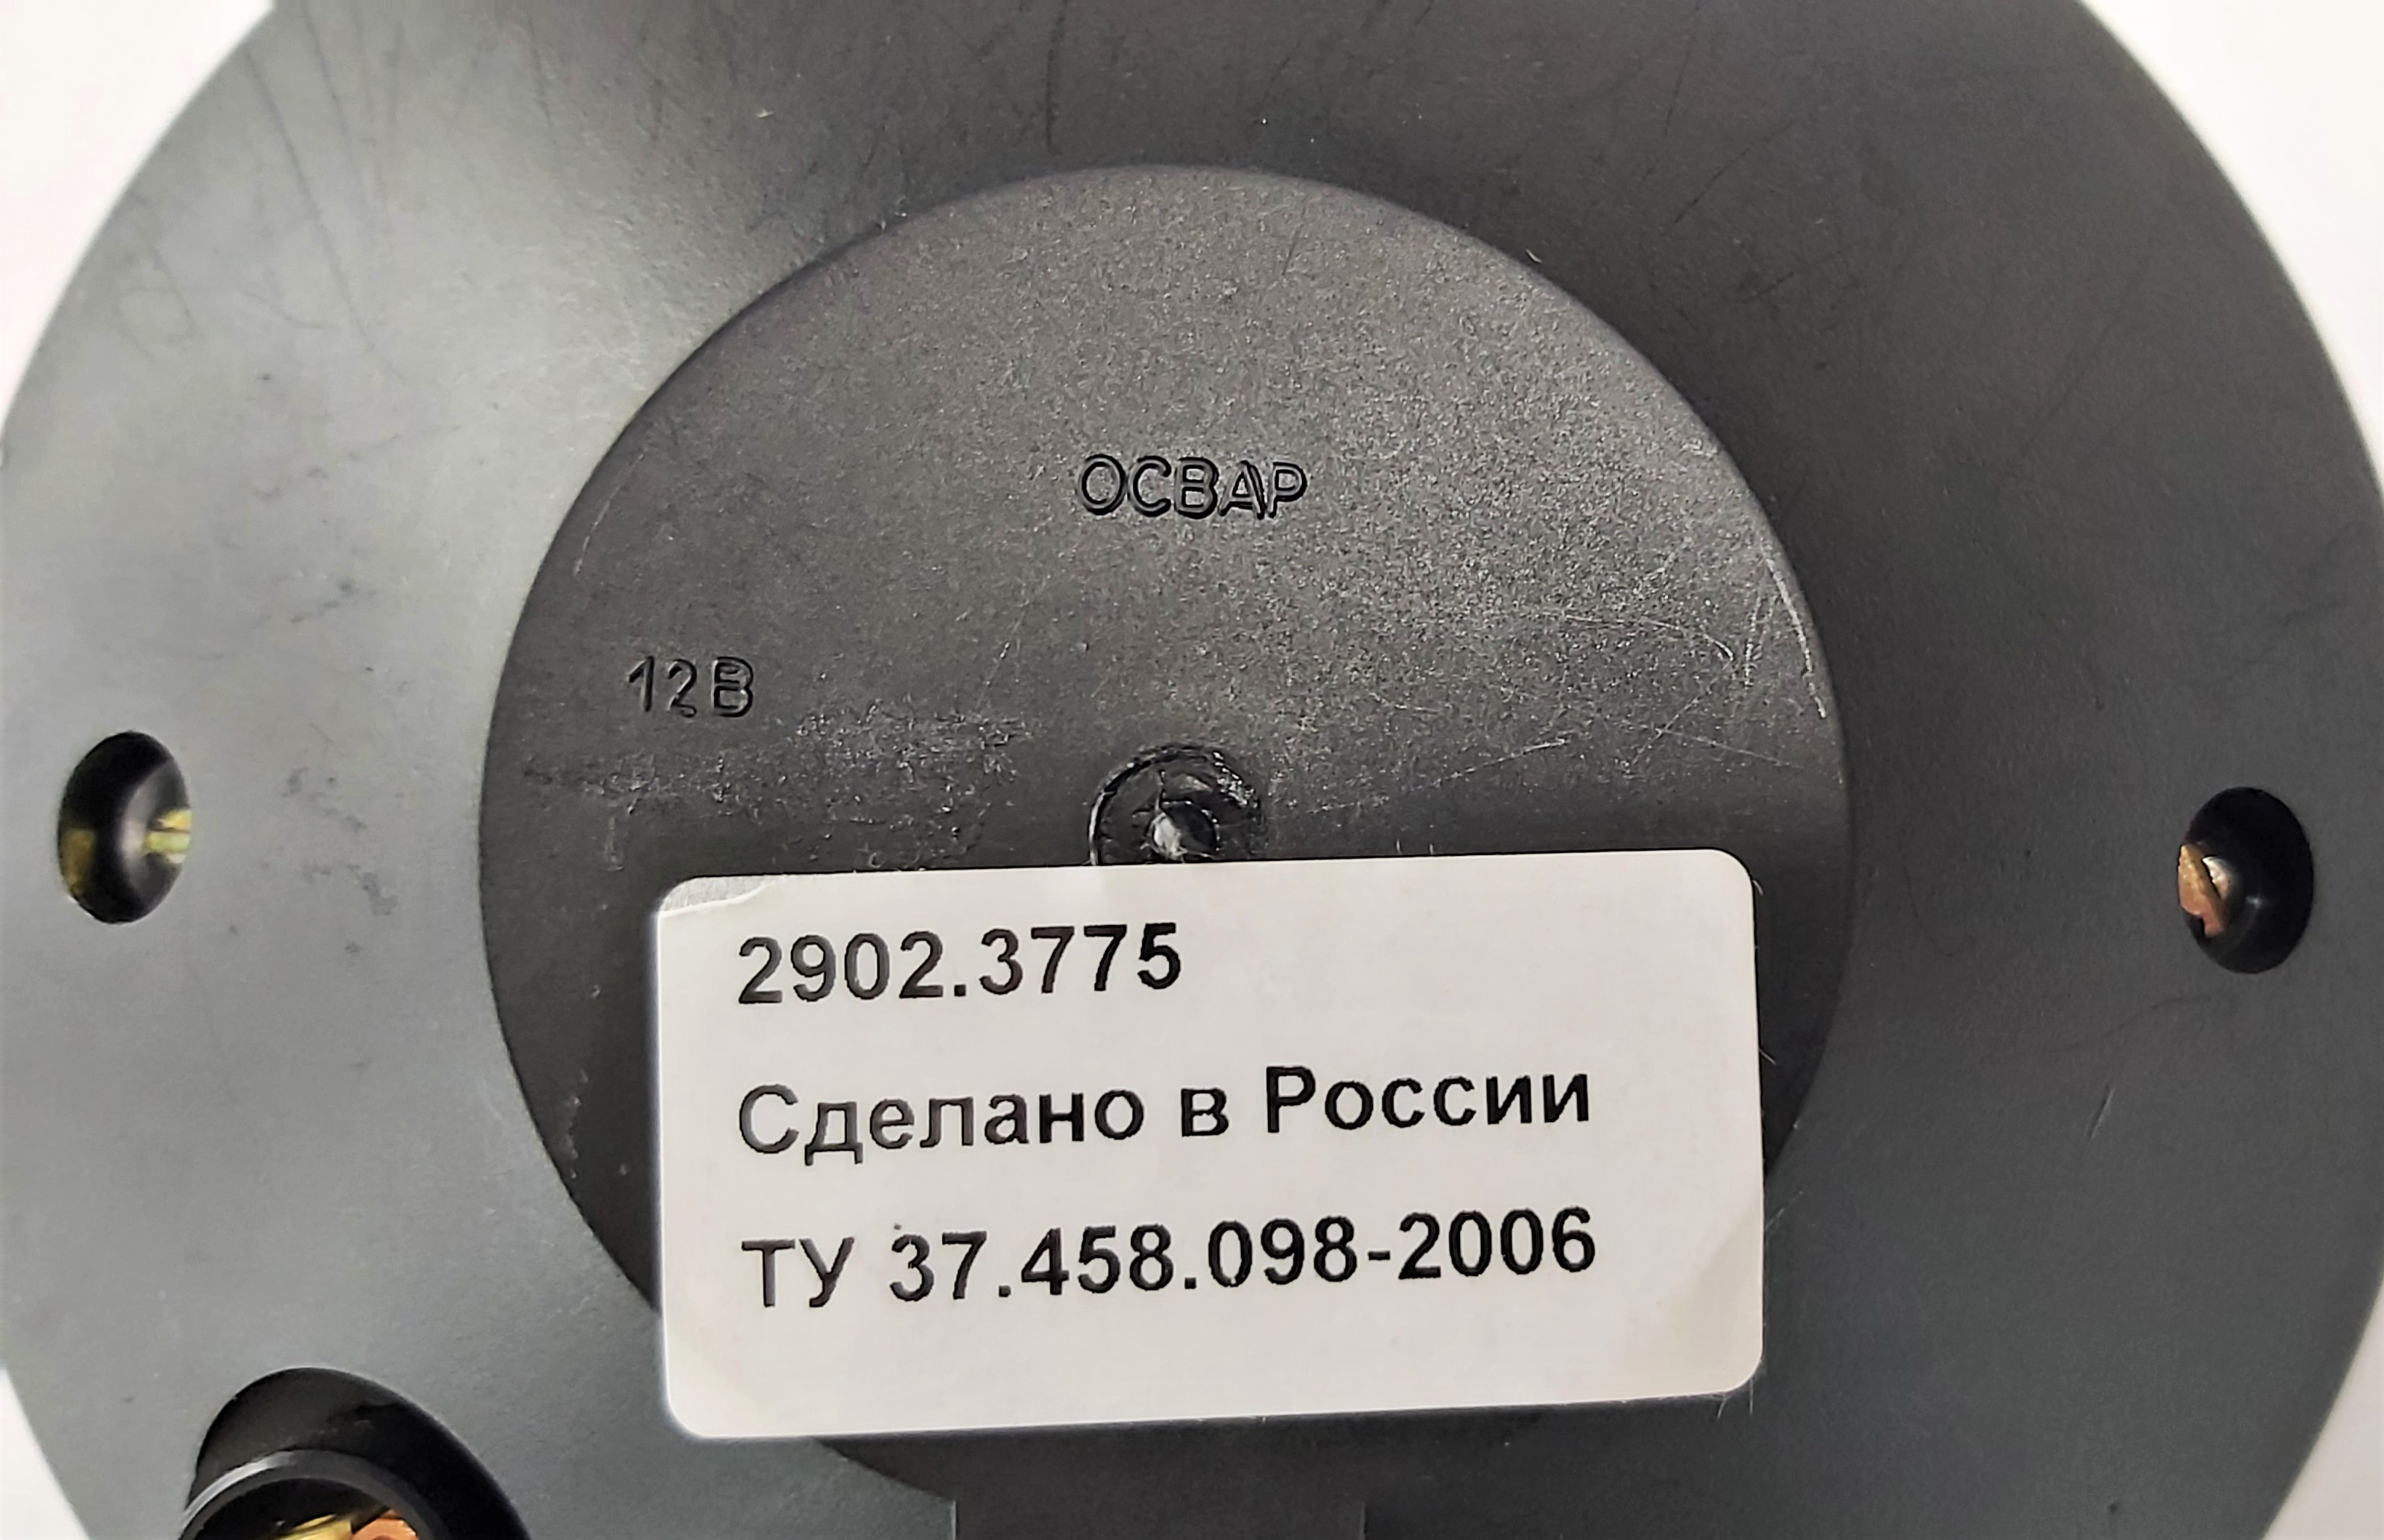 ОСВАР
12В
2902.3775
Сделано в России
ТУ 37.458.098-2006